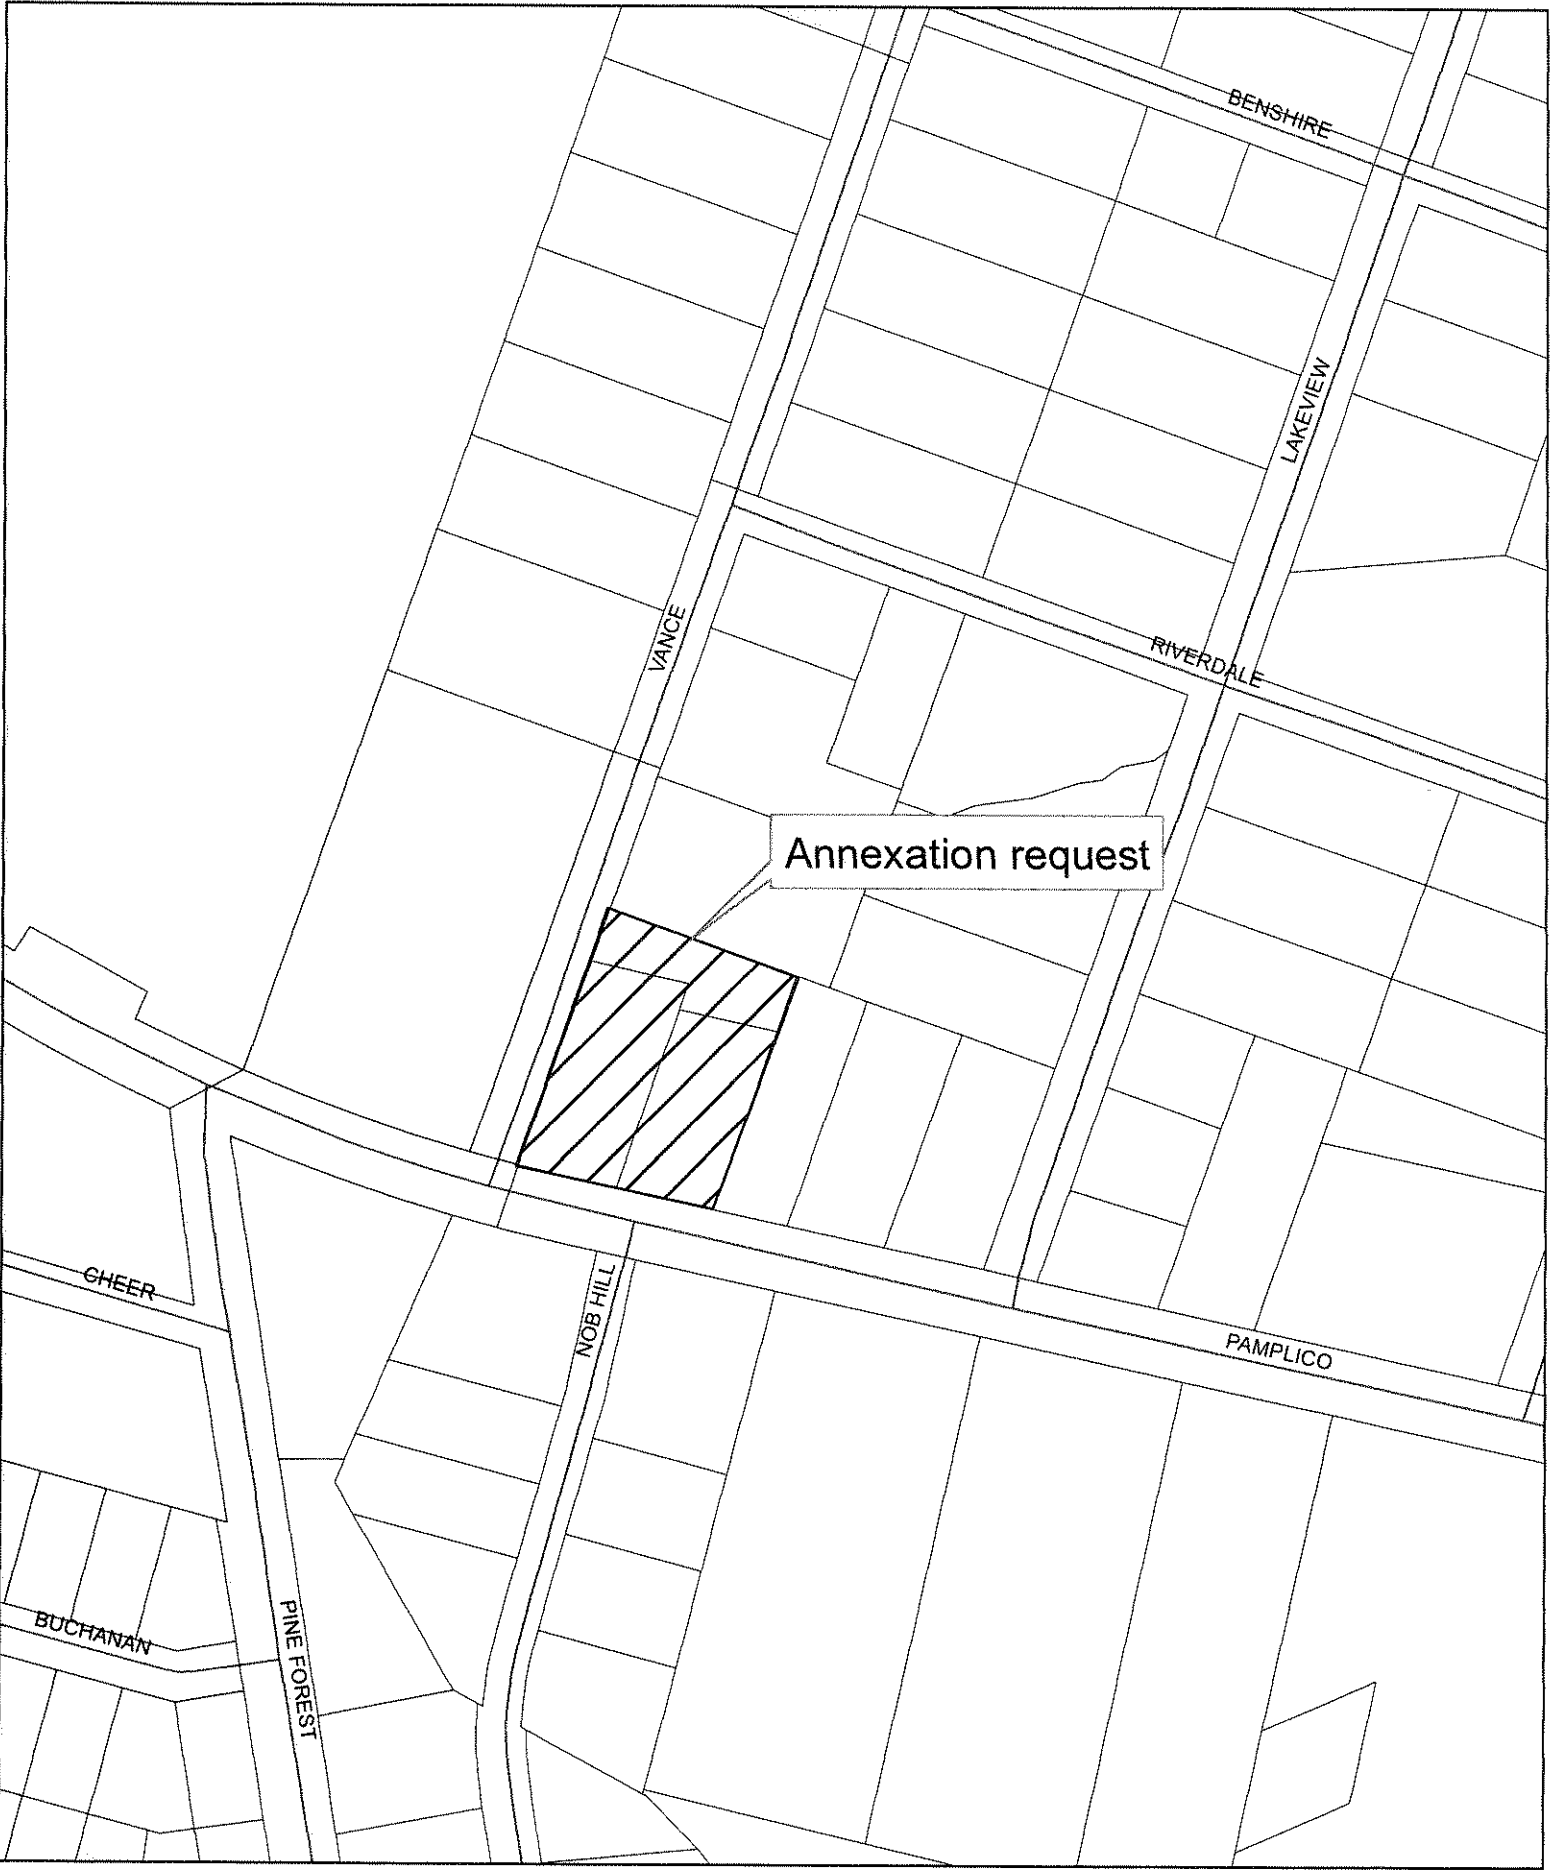 BENSHIRE
LAKEVIEW
VANCE
RIVERDALE
Annexation request
CHEER
NOB HILL
PAMPLICO
BUCHANAN
PINE FOREST